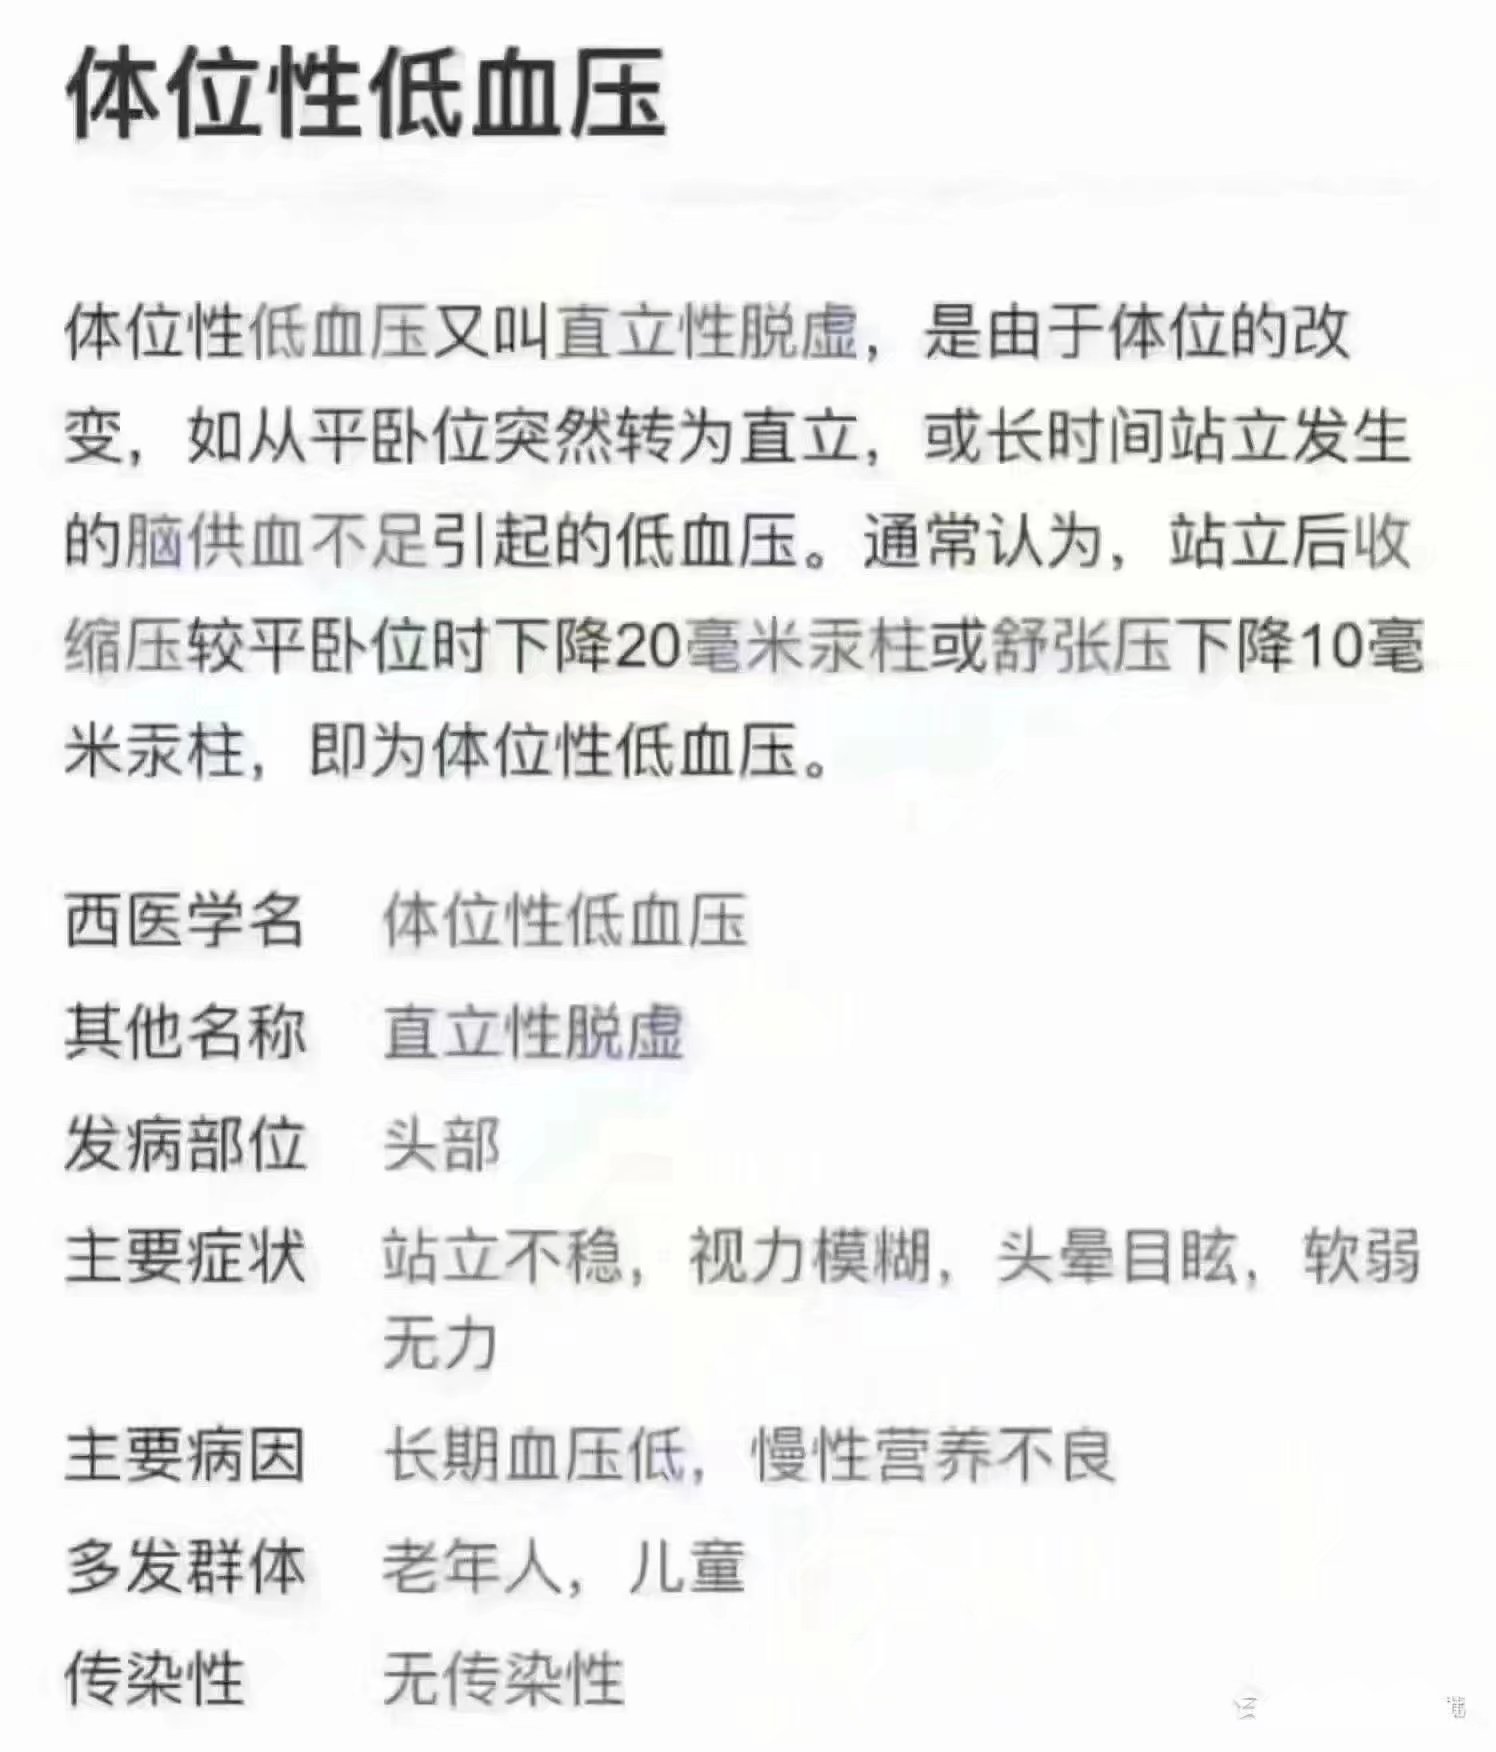 体位性低血压
体位性低血压又叫直立性脱虚，是由于体位的改
变，如从平卧位突然转为直立，或长时间站立发生
的脑供血不足引起的低血压。通常认为，站立后收
缩压较平卧位时下降20毫米汞柱或舒张压下降10毫
米汞柱，即为体位性低血压。
西医学名 体位性低血压
其他名称 直立性脱虚
发病部位 头部
主要症状 站立不稳，视力模糊，头晕目眩，软弱
无力
主要病因 长期血压低，慢性营养不良
多发群体 老年人，儿童
传染性 无传染性